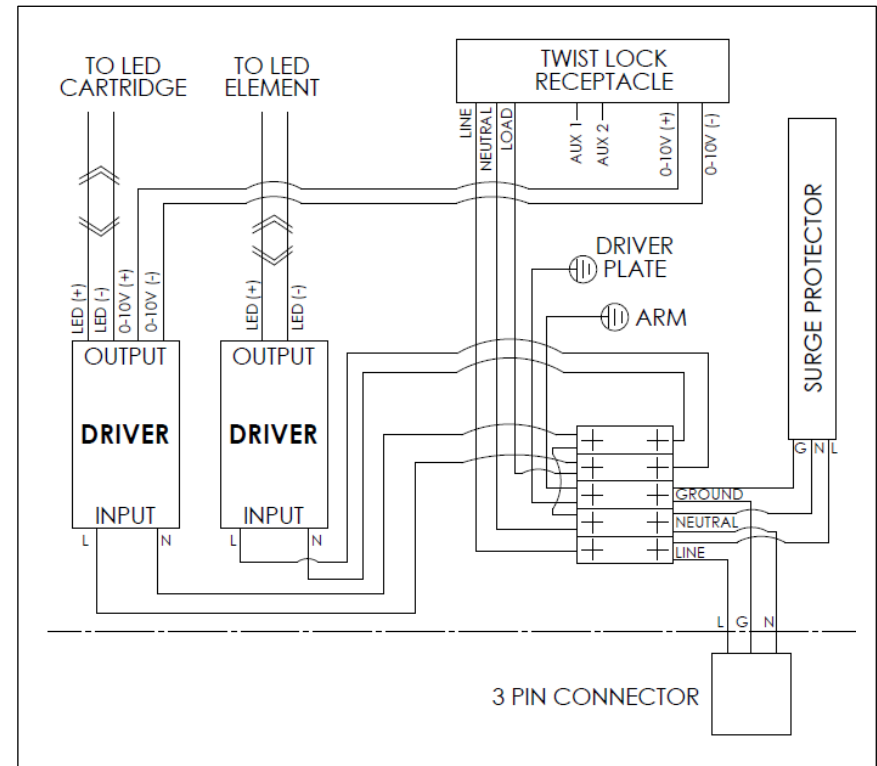 TO LED
CARTRIDGE
TO LED
ELEMENT
TWIST LOCK
RECEPTACLE
LINE
NEUTRAL
LOAD
AUX 1
AUX 2
0-10V (+)
0-10V (-)
SURGE PROTECTOR
G N L
DRIVER
PLATE
ARM
LED (+)
LED (-)
0-10V (+)
0-10V (-)
LED (+)
LED (-)
OUTPUT
DRIVER
INPUT
L N
OUTPUT
DRIVER
INPUT
L N
GROUND
NEUTRAL
LINE
L G N
3 PIN CONNECTOR